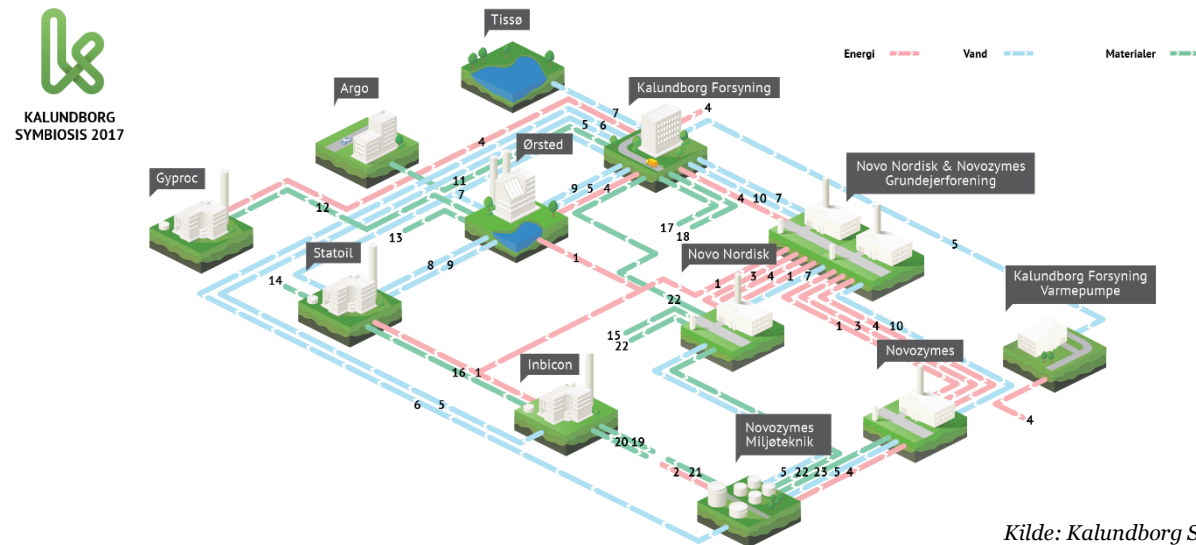 KALUNDBORG
SYMBIOSIS 2017
Tissø
Energi
Vand
Materialer
Argo
Kalundborg Forsyning
7
4
4
5
6
Ørsted
Novo Nordisk & Novozymes
Grundejerforening
Gyproc
11
7
9
5
4
4
10
7
12
13
17
18
5
Statoil
8
9
1
Novo Nordisk
Kalundborg Forsyning
Varmepumpe
14
1
3
4
1
7
22
15
22
1
3
4
10
Novozymes
16
1
Inbicon
6
5
4
Novozymes
Miljøteknik
20
19
2
21
5
22
23
5
4
Kilde: Kalundborg S